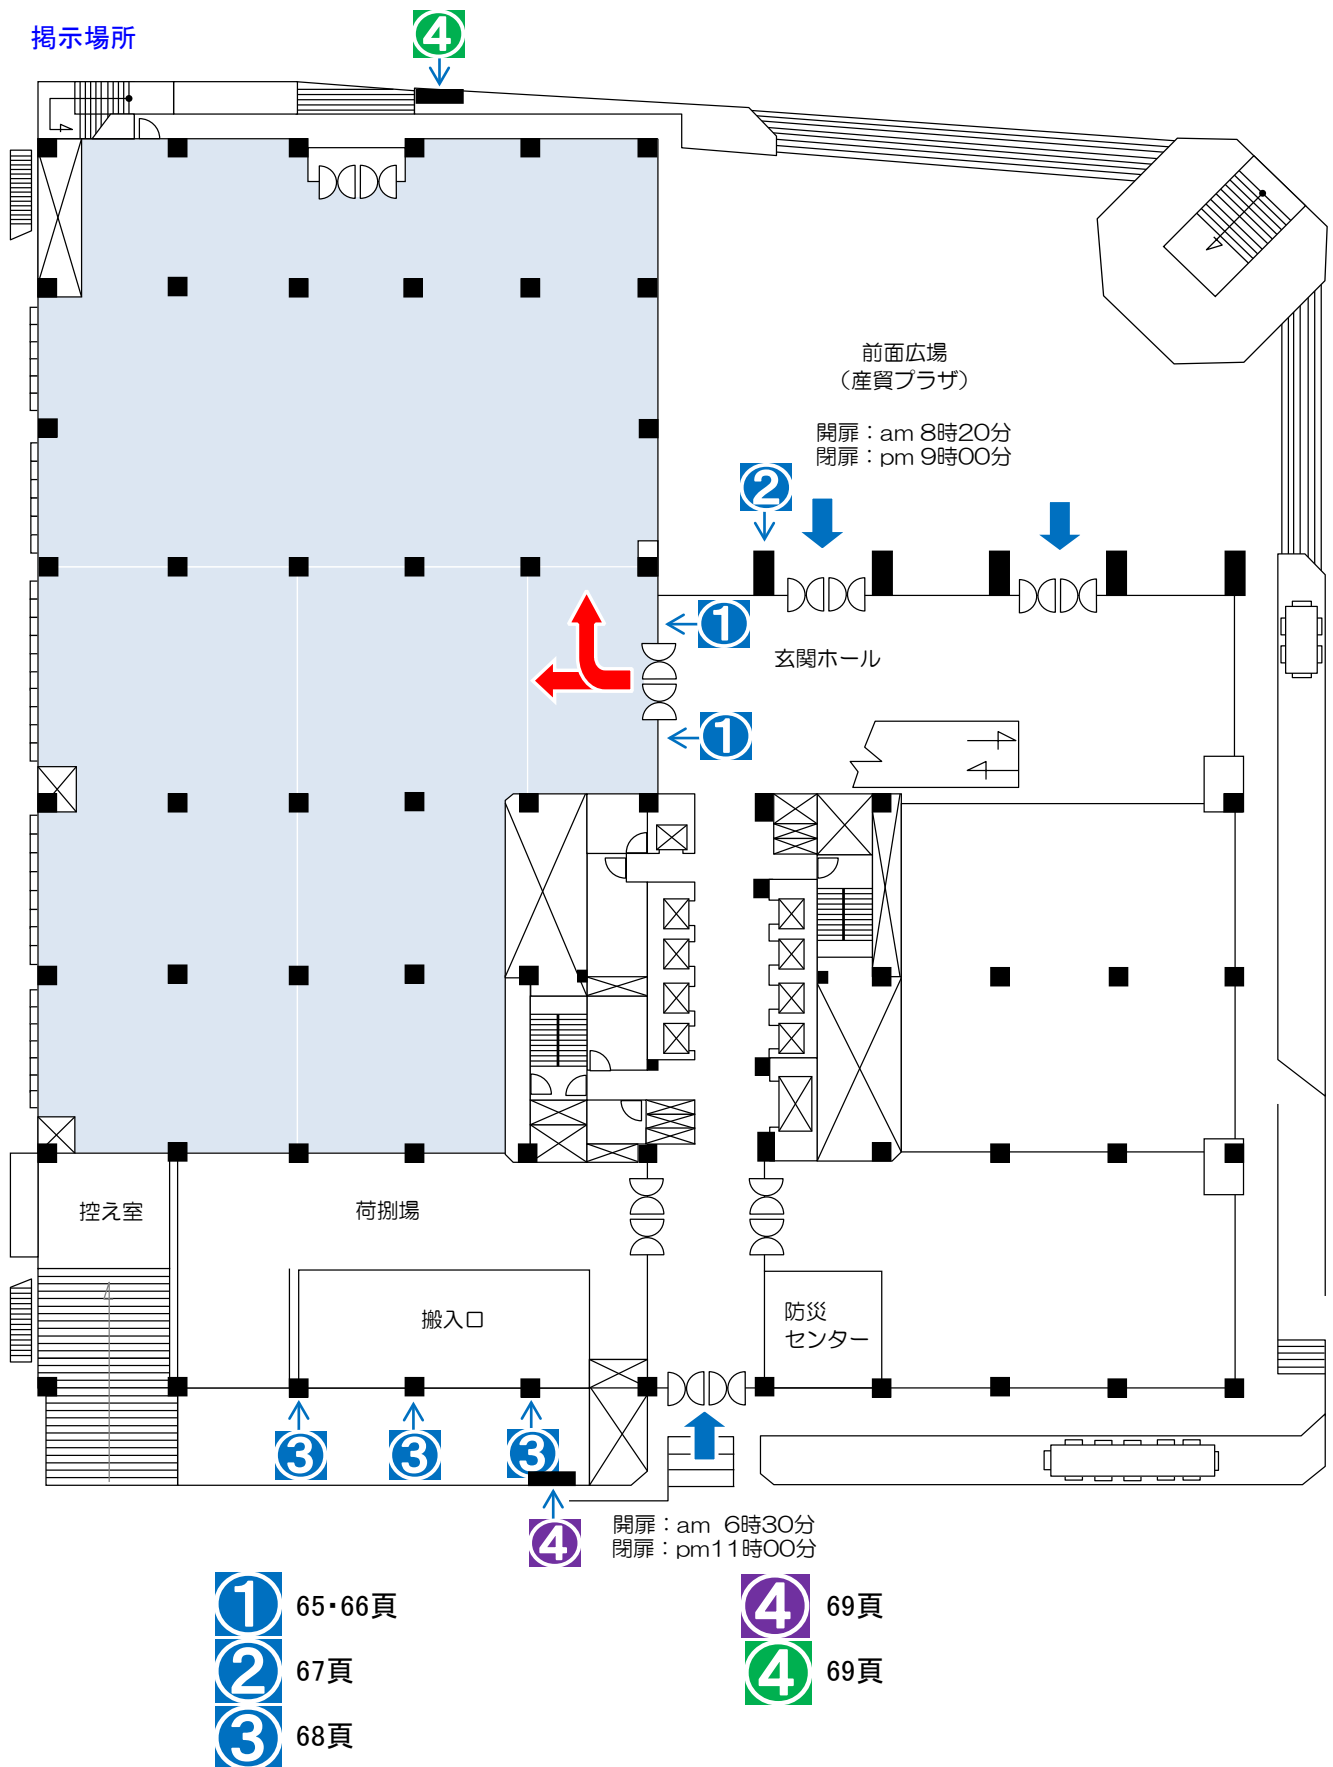 掲示場所
④
前面広場
（産貿プラザ）
開扉：am 8時20分
閉扉：pm 9時00分
②
①
玄関ホール
①
控え室
荷捌場
搬入口
防災
センター
③
③
③
④
開扉：am 6時30分
閉扉：pm11時00分
① 65・66頁
② 67頁
③ 68頁
④ 69頁
④ 69頁